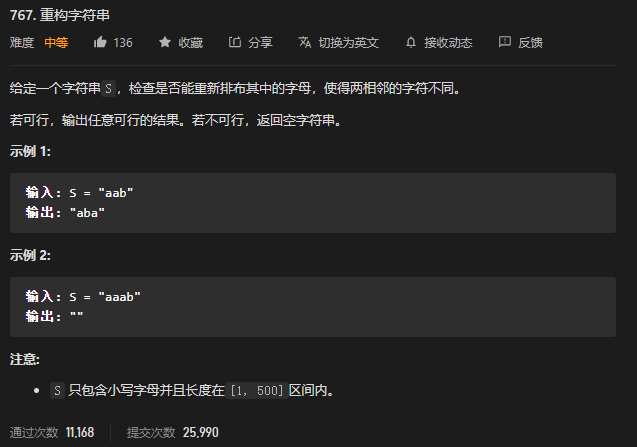 767. 重构字符串
难度 中等 136 收藏 分享 切换为英文 接收动态 反馈
给定一个字符串S，检查是否能重新排布其中的字母，使得两相邻的字符不同。
若可行，输出任意可行的结果。若不可行，返回空字符串。
示例 1:
输入: S = "aab"
输出: "aba"
示例 2:
输入: S = "aaab"
输出: ""
注意:
• S 只包含小写字母并且长度在[1, 500]区间内。
通过次数 11,168 提交次数 25,990